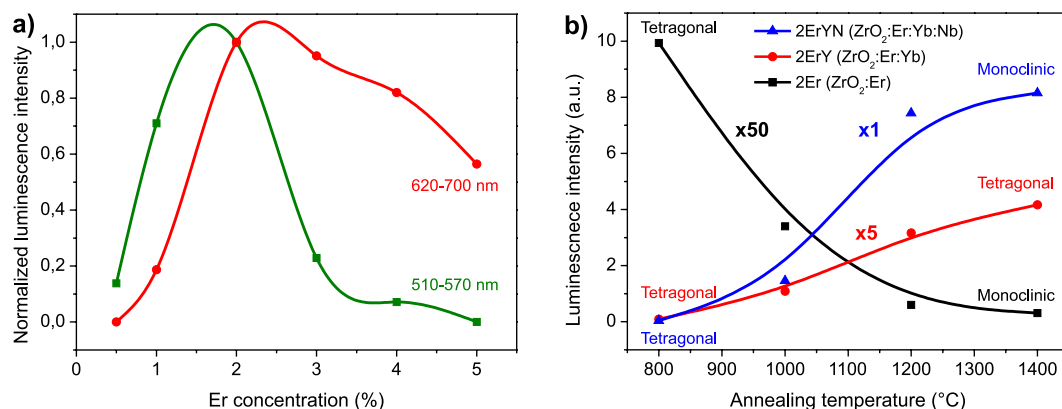 a)
Normalized luminescence intensity
1,0
0,8
0,6
0,4
0,2
0,0
620-700 nm
510-570 nm
0 1 2 3 4 5
Er concentration (%)
b)
Luminescnece intensity (a.u.)
10
8
6
4
2
0
Tetragonal
2ErYN (ZrO₂:Er:Yb:Nb)
2ErY (ZrO₂:Er:Yb)
2Er (ZrO₂:Er)
Monoclinic
x50
x1
Tetragonal
x5
Tetragonal
Monoclinic
Tetragonal
800 900 1000 1100 1200 1300 1400
Annealing temperature (°C)